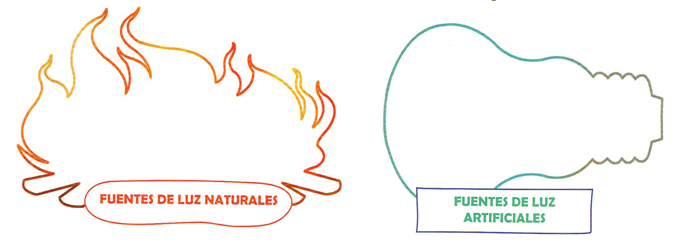 FUENTES DE LUZ NATURALES
FUENTES DE LUZ
ARTIFICIALES